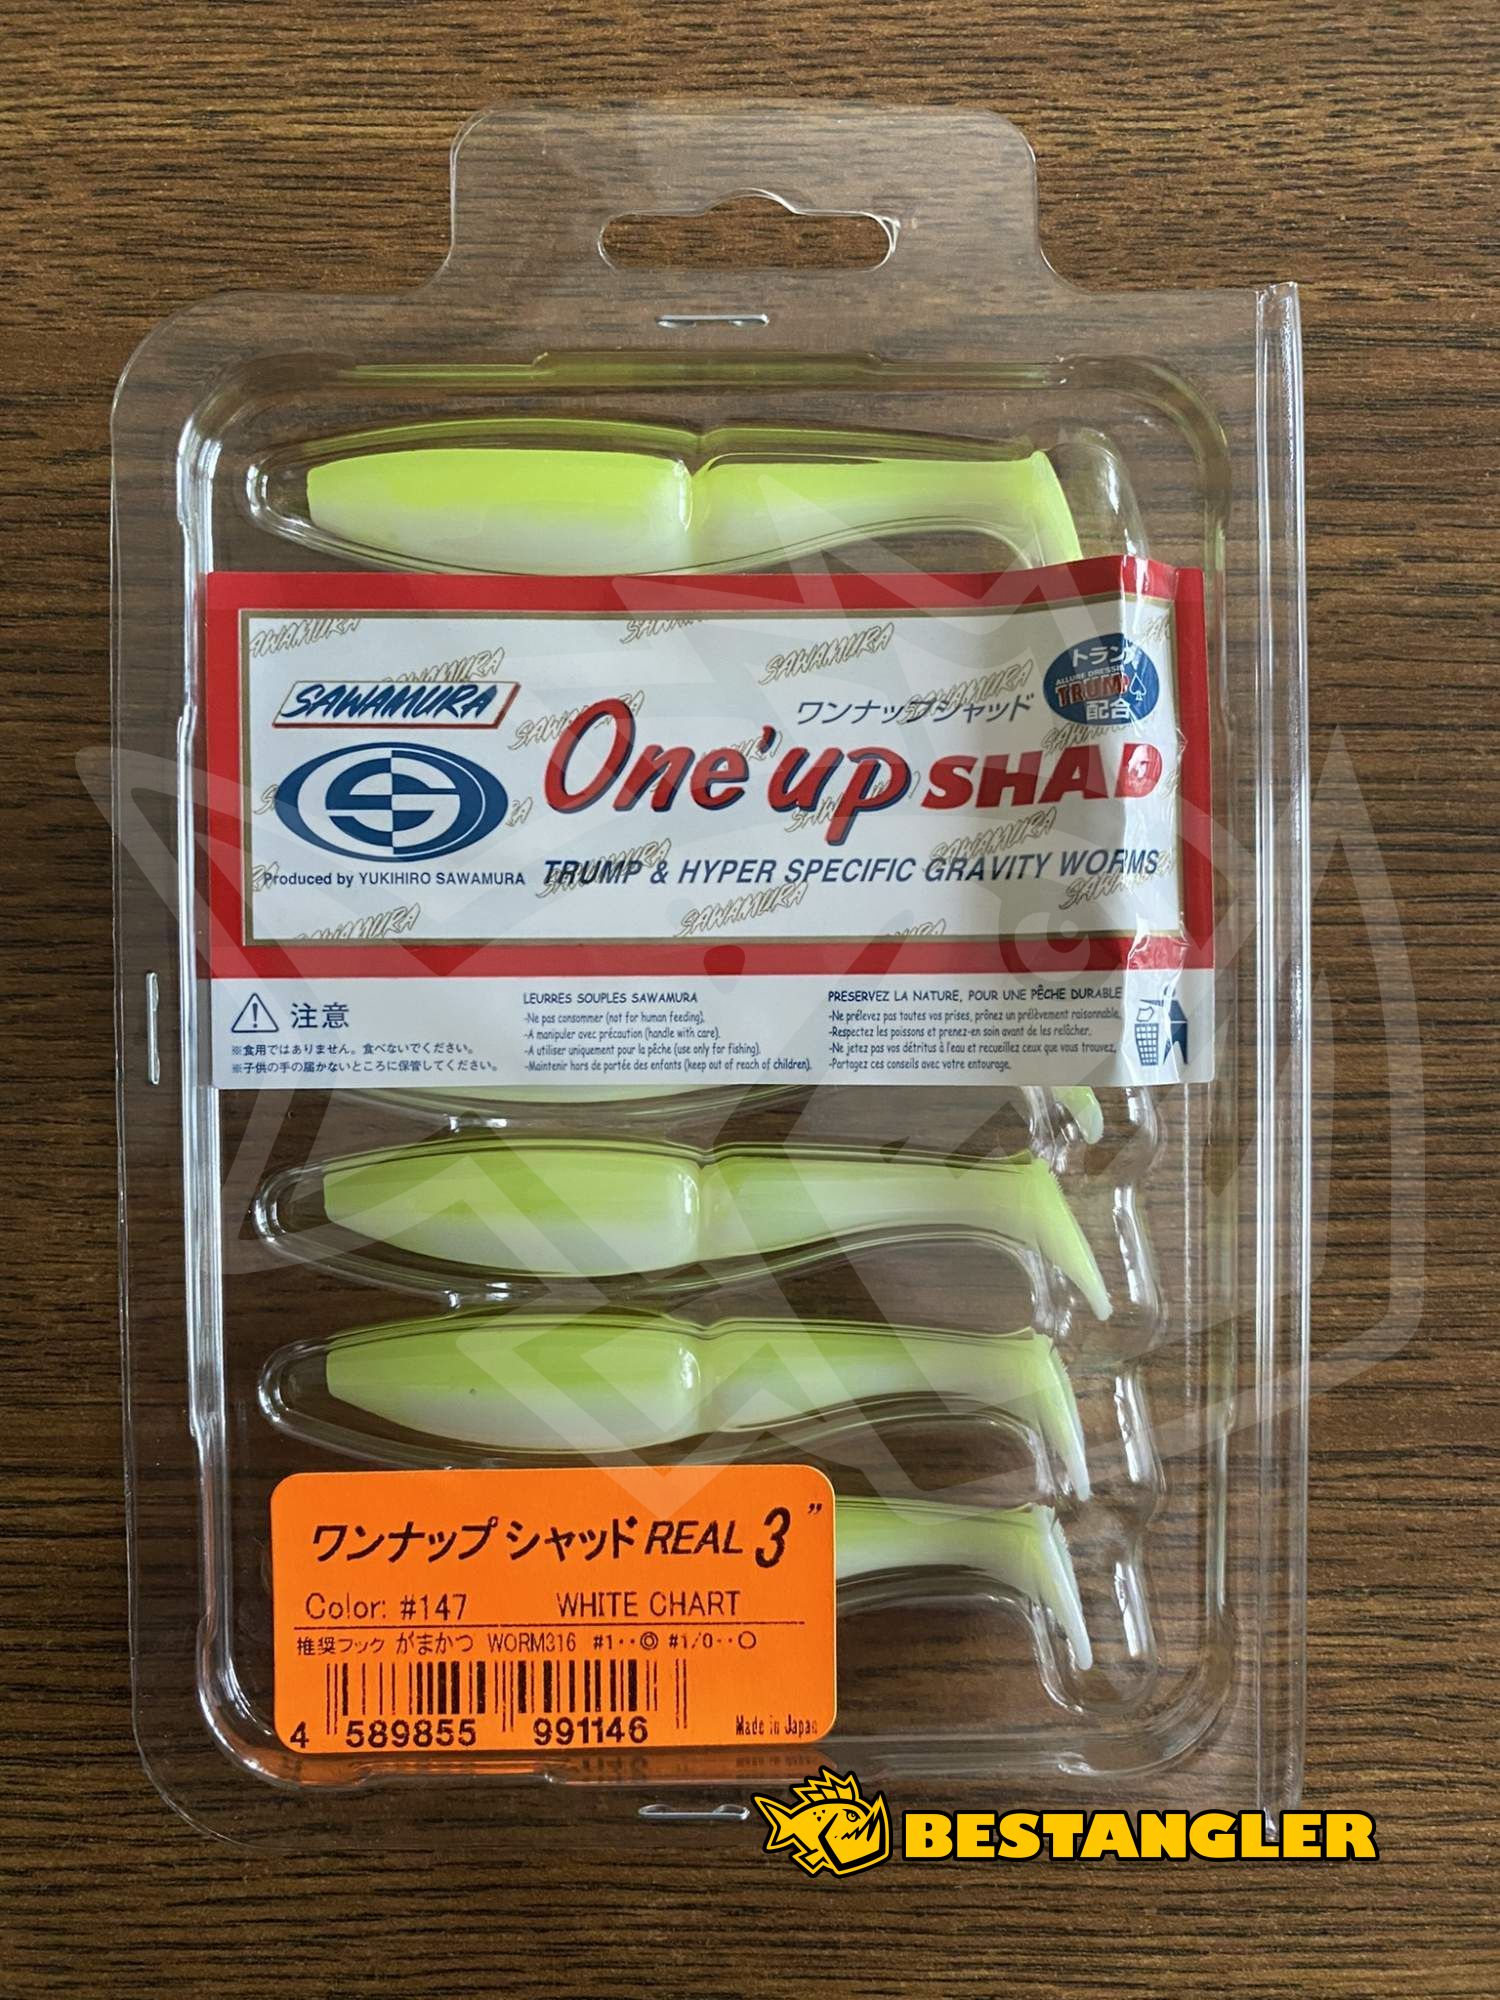 トランプ
ALLURE DRESSIN
TRUMP
配合
SAWAMURA
ワンナップシャッド
One'up SHAD
Produced by YUKIHIRO SAWAMURA
TRUMP & HYPER SPECIFIC GRAVITY WORMS
注意
※食用ではありません。食べないでください。
※子供の手の届かないところに保管してください。
LEURRES SOUPLES SAWAMURA
-Ne pas consommer (not for human feeding).
-A manipuler avec précaution (handle with care).
-A utiliser uniquement pour la pêche (use only for fishing).
-Maintenir hors de portée des enfants (keep out of reach of children).
PRESERVEZ LA NATURE, POUR UNE PÊCHE DURABLE
-Ne prélevez pas toutes vos prises, prônez un prélèvement raisonnable.
-Respectez les poissons et prenez-en soin avant de les relâcher.
-Ne jetez pas vos détritus à l'eau et recueillez ceux que vous trouvez.
-Partagez ces conseils avec votre entourage.
ワンナップ シャッド REAL 3"
Color: #147 WHITE CHART
推奨フック がまかつ WORM316 #1・・◎ #1/0・・○
4 589855 991146
Made in Japan
BESTANGLER